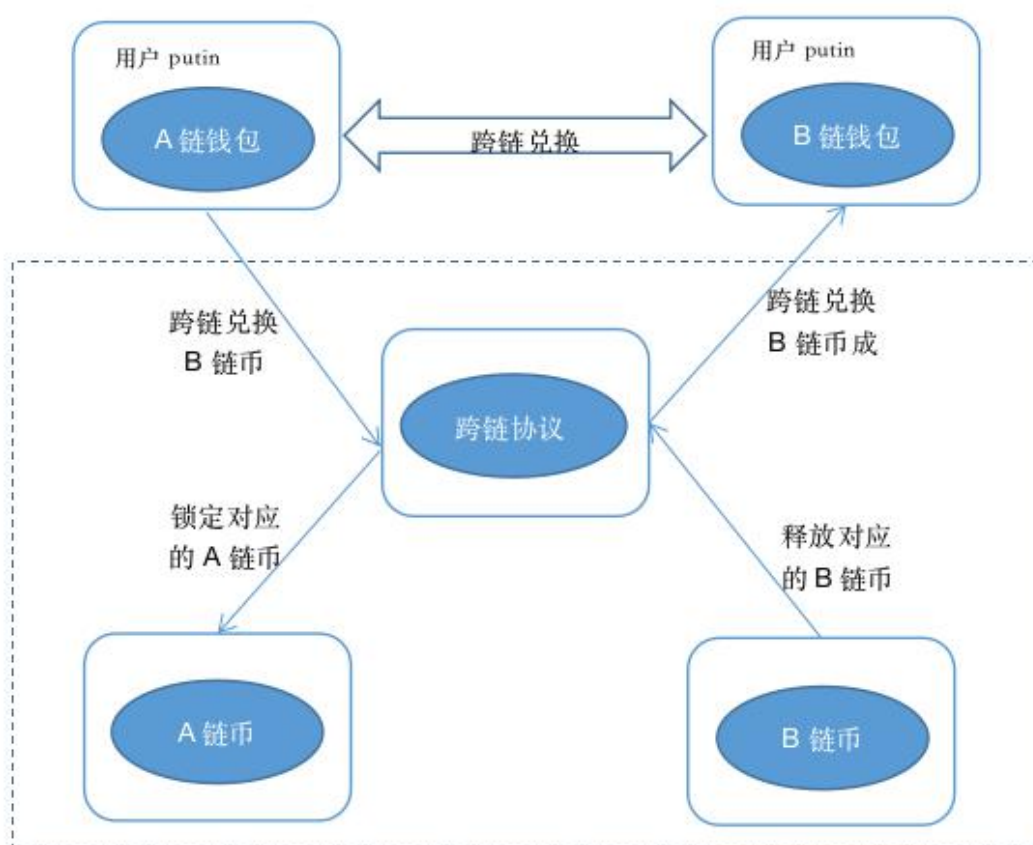 用户 putin
用户 putin
A 链钱包
跨链兑换
B 链钱包
跨链兑换
B 链币
跨链兑换
B 链币成
跨链协议
锁定对应
的 A 链币
释放对应
的 B 链币
A 链币
B 链币